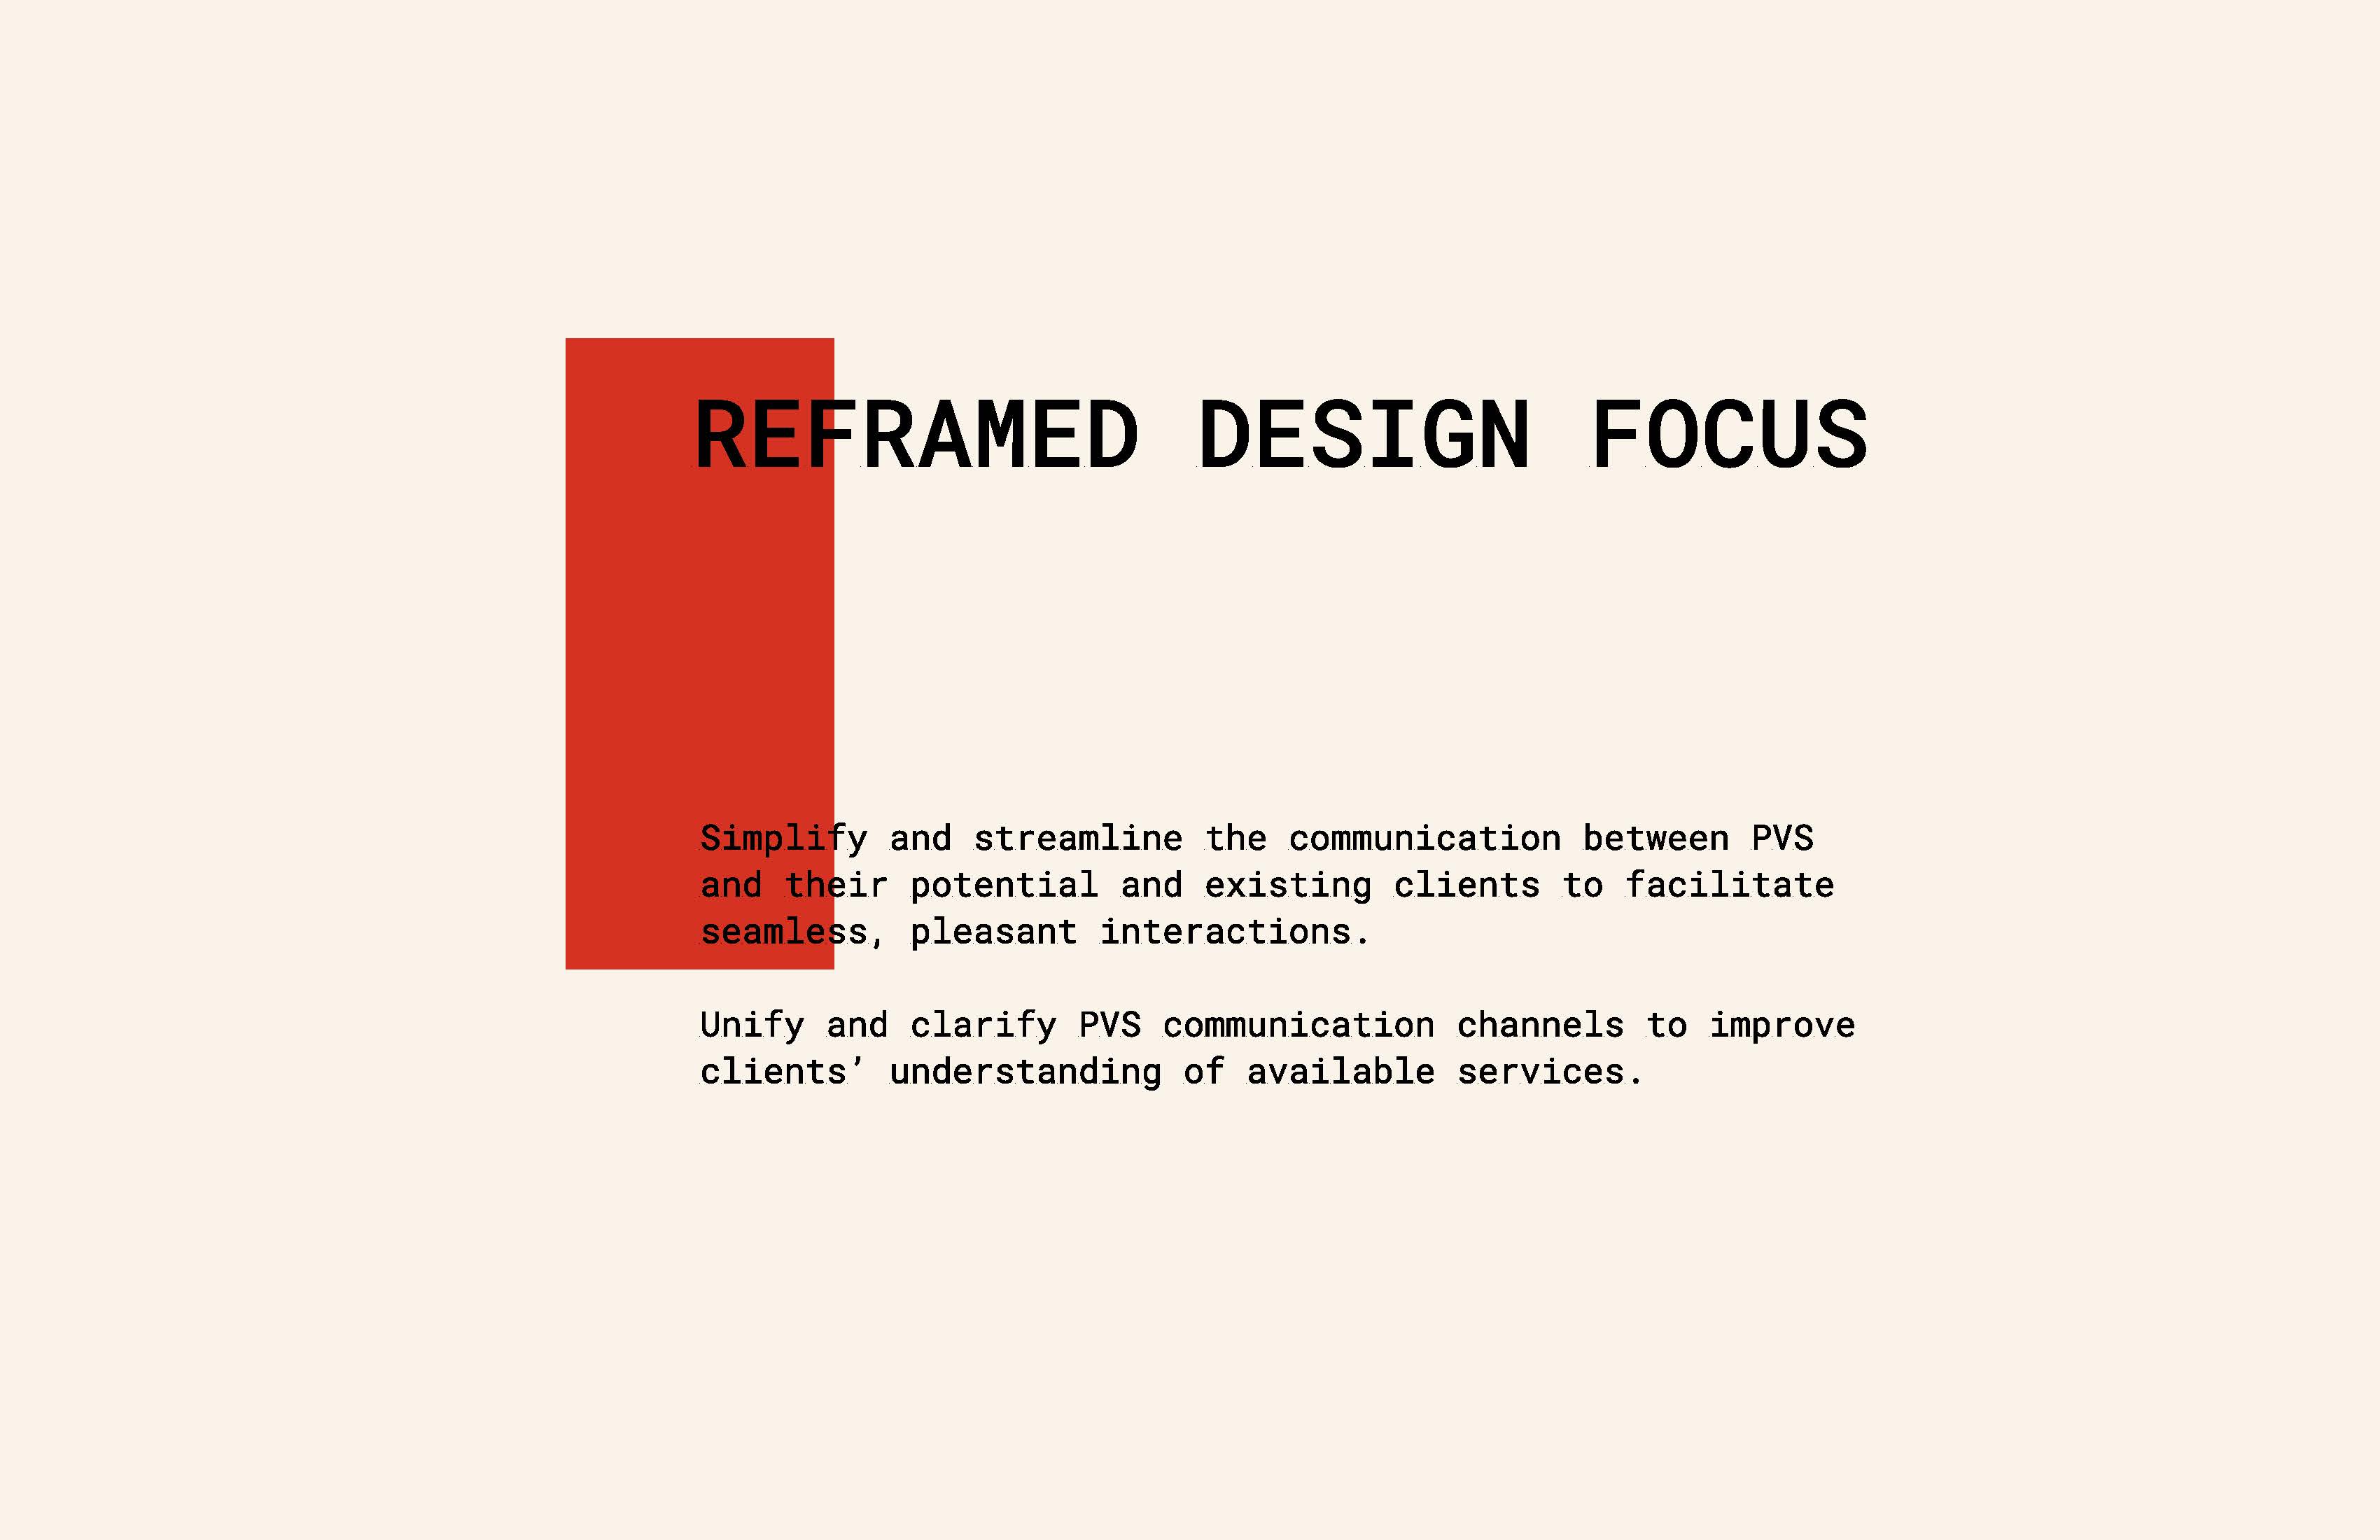 REFRAMED DESIGN FOCUS
Simplify and streamline the communication between PVS
and their potential and existing clients to facilitate
seamless, pleasant interactions.
Unify and clarify PVS communication channels to improve
clients’ understanding of available services.